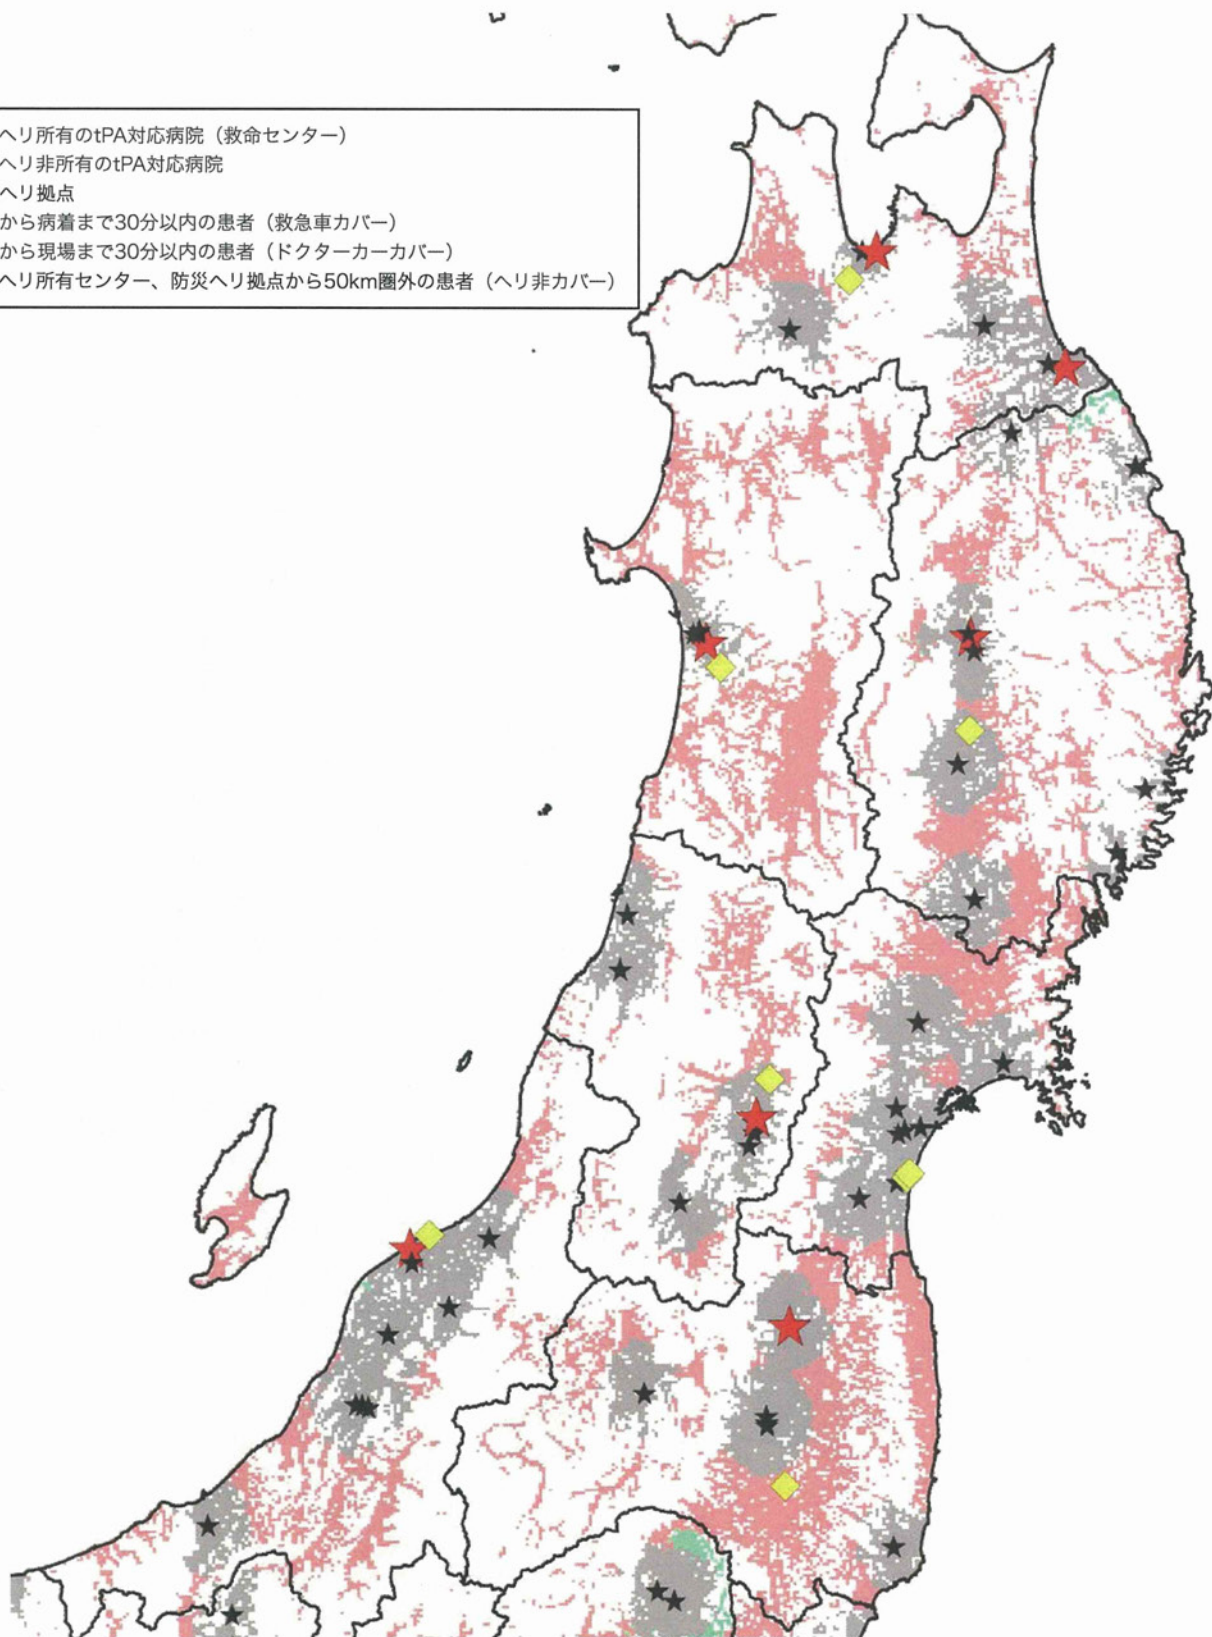 ヘリ所有のtPA対応病院（救命センター）
ヘリ非所有のtPA対応病院
ヘリ拠点
から病着まで30分以内の患者（救急車カバー）
から現場まで30分以内の患者（ドクターカーカバー）
ヘリ所有センター、防災ヘリ拠点から50km圏外の患者（ヘリ非カバー）